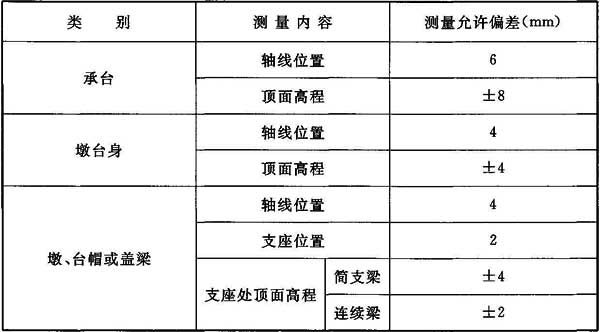 类 别 测量内容 测量允许偏差(mm)
承台 轴线位置 6
顶面高程 ±8
墩台身 轴线位置 4
顶面高程 ±4
墩、台帽或盖梁 轴线位置 4
支座位置 2
支座处顶面高程 简支梁 ±4
连续梁 ±2